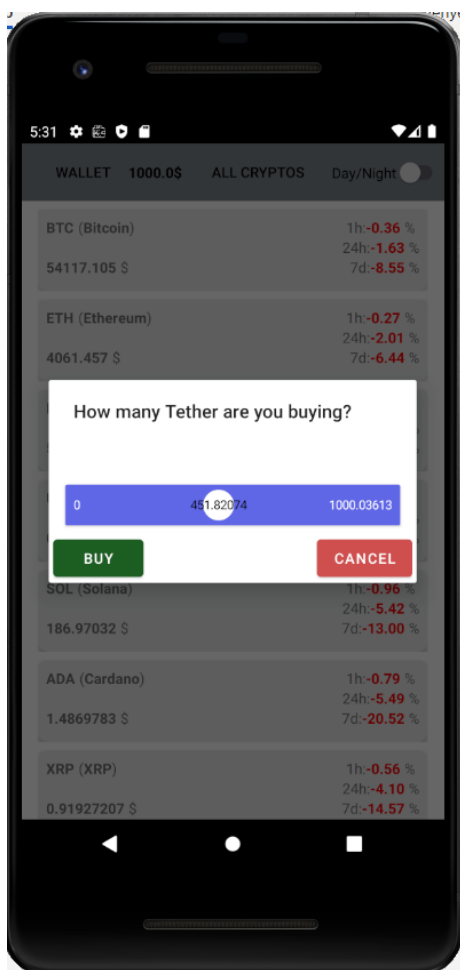 5:31
WALLET 1000.0$ ALL CRYPTOS Day/Night
BTC (Bitcoin) 1h:-0.36 %
24h:-1.63 %
54117.105 $ 7d:-8.55 %
ETH (Ethereum) 1h:-0.27 %
24h:-2.01 %
4061.457 $ 7d:-6.44 %
How many Tether are you buying?
0 451.82074 1000.03613
BUY CANCEL
SOL (Solana) 1h:-0.96 %
24h:-5.42 %
186.97032 $ 7d:-13.00 %
ADA (Cardano) 1h:-0.79 %
24h:-5.49 %
1.4869783 $ 7d:-20.52 %
XRP (XRP) 1h:-0.56 %
24h:-4.10 %
0.91927207 $ 7d:-14.57 %